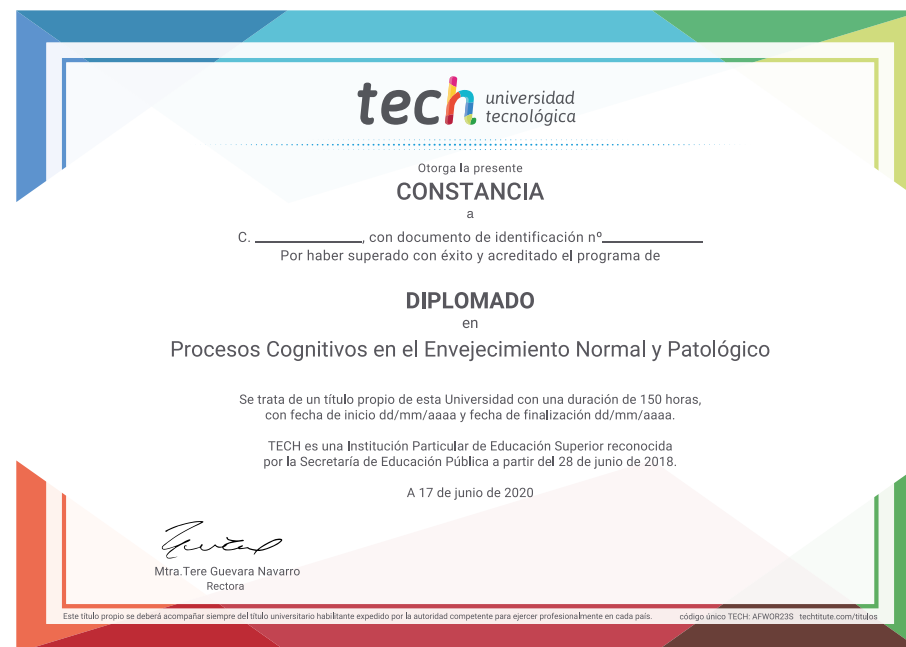 tech universidad
tecnológica
Otorga la presente
CONSTANCIA
a
C. ____________, con documento de identificación nº____________
Por haber superado con éxito y acreditado el programa de
DIPLOMADO
en
Procesos Cognitivos en el Envejecimiento Normal y Patológico
Se trata de un título propio de esta Universidad con una duración de 150 horas,
con fecha de inicio dd/mm/aaaa y fecha de finalización dd/mm/aaaa.
TECH es una Institución Particular de Educación Superior reconocida
por la Secretaría de Educación Pública a partir del 28 de junio de 2018.
A 17 de junio de 2020
Mtra.Tere Guevara Navarro
Rectora
Este título propio se deberá acompañar siempre del título universitario habilitante expedido por la autoridad competente para ejercer profesionalmente en cada país. código único TECH: AFWOR23S techtitute.com/titulos